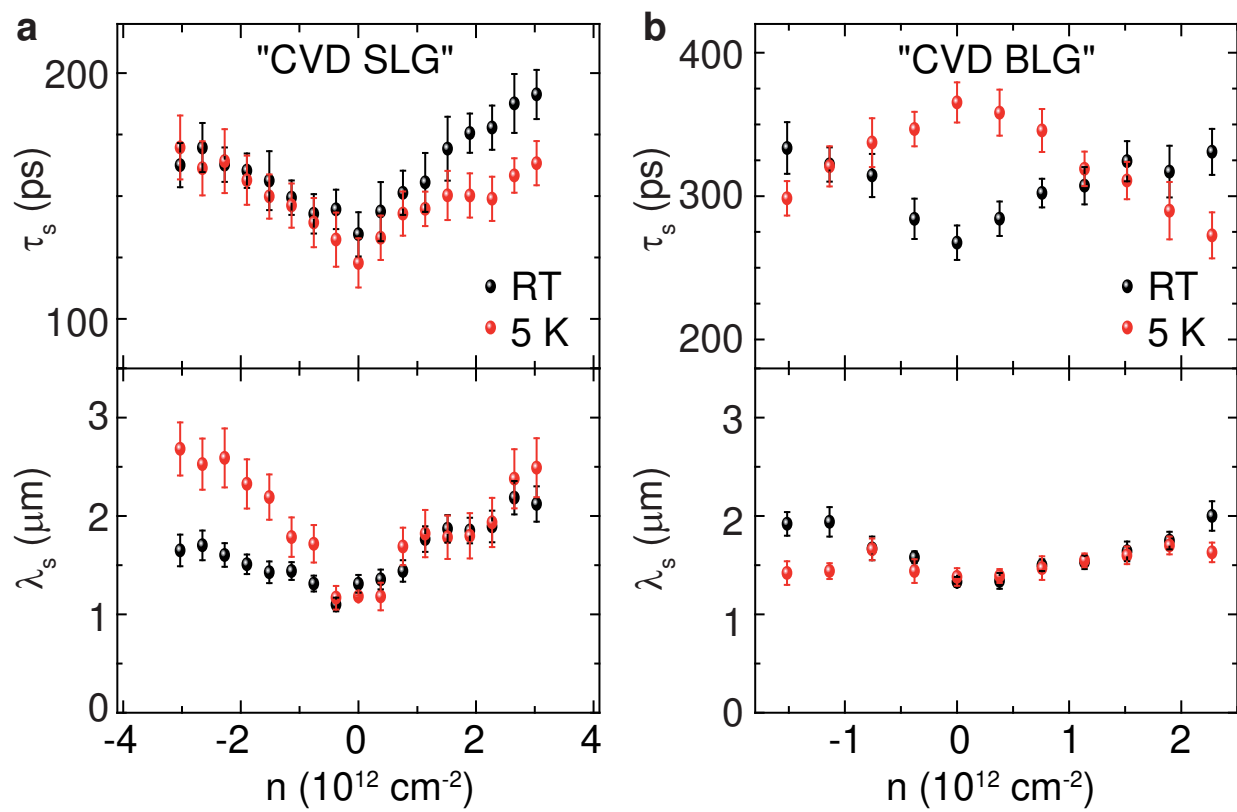 a
"CVD SLG"
200
100
τs (ps)
RT
5 K
3
2
1
0
λs (μm)
-4 -2 0 2 4
n (10¹² cm⁻²)
b
"CVD BLG"
400
350
300
250
200
τs (ps)
RT
5 K
3
2
1
0
λs (μm)
-1 0 1 2
n (10¹² cm⁻²)